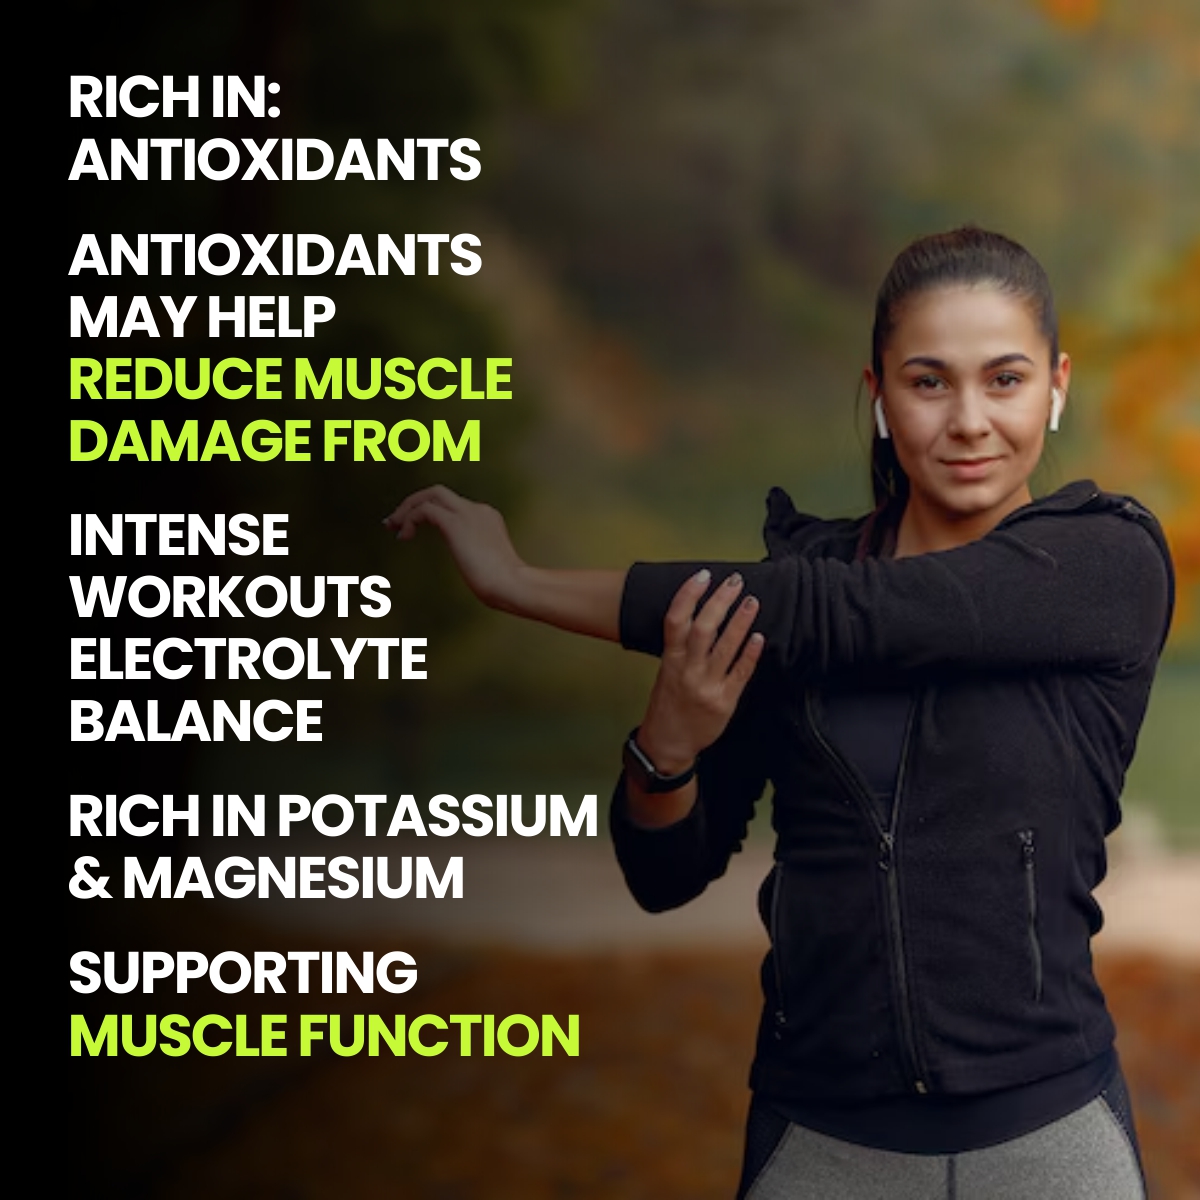 RICH IN:
ANTIOXIDANTS
ANTIOXIDANTS
MAY HELP
REDUCE MUSCLE
DAMAGE FROM
INTENSE
WORKOUTS
ELECTROLYTE
BALANCE
RICH IN POTASSIUM
& MAGNESIUM
SUPPORTING
MUSCLE FUNCTION